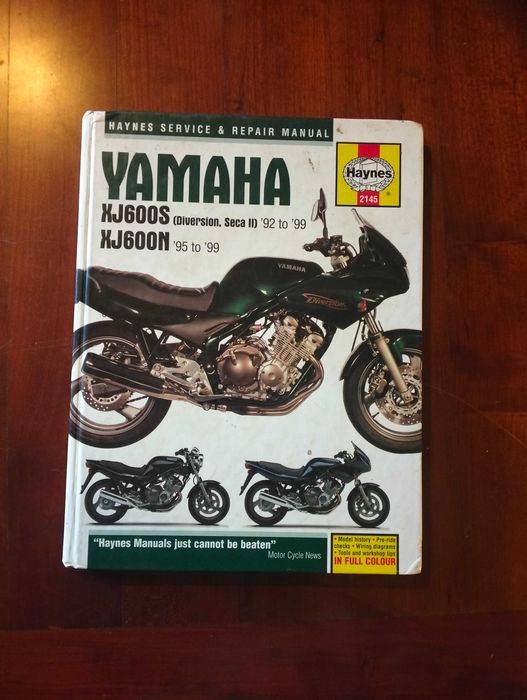 HAYNES SERVICE & REPAIR MANUAL
YAMAHA
Haynes
2145
XJ600S (Diversion, Seca II) '92 to '99
XJ600N '95 to '99
YAMAHA
Diversion
"Haynes Manuals just cannot be beaten"
Motor Cycle News
• Model history • Pre-ride
checks • Wiring diagrams
• Tools and workshop tips
IN FULL COLOUR